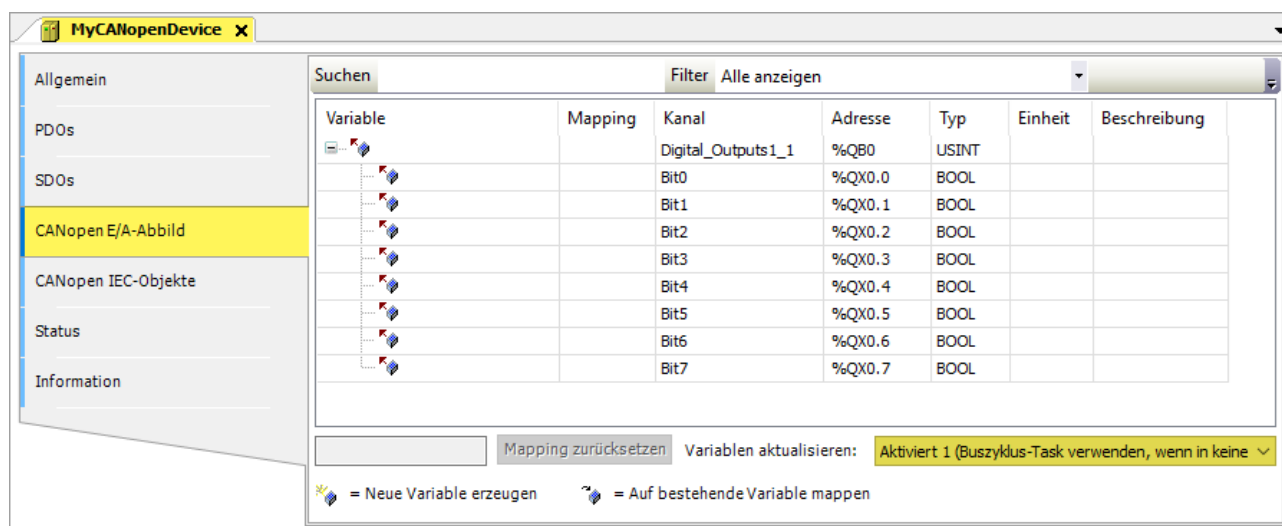 MyCANopenDevice X
Allgemein
PDOs
SDOs
CANopen E/A-Abbild
CANopen IEC-Objekte
Status
Information
Suchen Filter Alle anzeigen
Variable Mapping Kanal Adresse Typ Einheit Beschreibung
Digital_Outputs1_1 %QB0 USINT
Bit0 %QX0.0 BOOL
Bit1 %QX0.1 BOOL
Bit2 %QX0.2 BOOL
Bit3 %QX0.3 BOOL
Bit4 %QX0.4 BOOL
Bit5 %QX0.5 BOOL
Bit6 %QX0.6 BOOL
Bit7 %QX0.7 BOOL
Mapping zurücksetzen Variablen aktualisieren: Aktiviert 1 (Buszyklus-Task verwenden, wenn in keine
= Neue Variable erzeugen = Auf bestehende Variable mappen